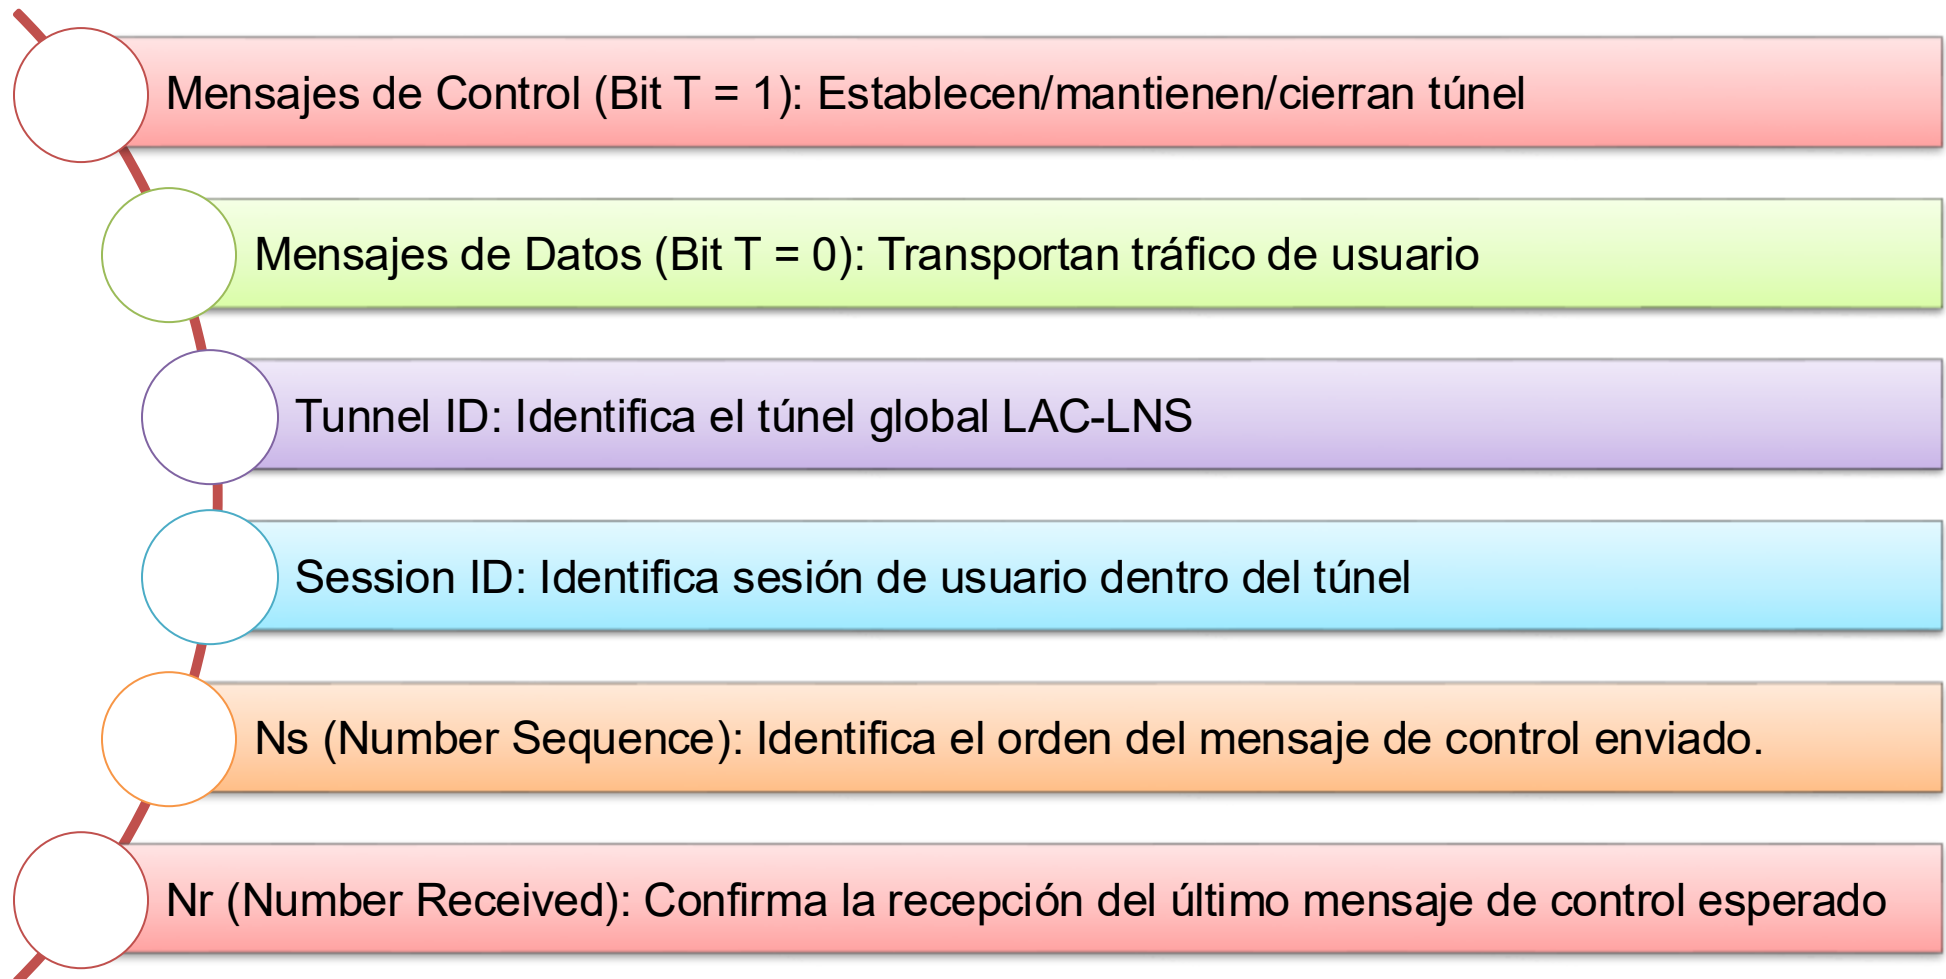 Mensajes de Control (Bit T = 1): Establecen/mantienen/cierran túnel
Mensajes de Datos (Bit T = 0): Transportan tráfico de usuario
Tunnel ID: Identifica el túnel global LAC-LNS
Session ID: Identifica sesión de usuario dentro del túnel
Ns (Number Sequence): Identifica el orden del mensaje de control enviado.
Nr (Number Received): Confirma la recepción del último mensaje de control esperado